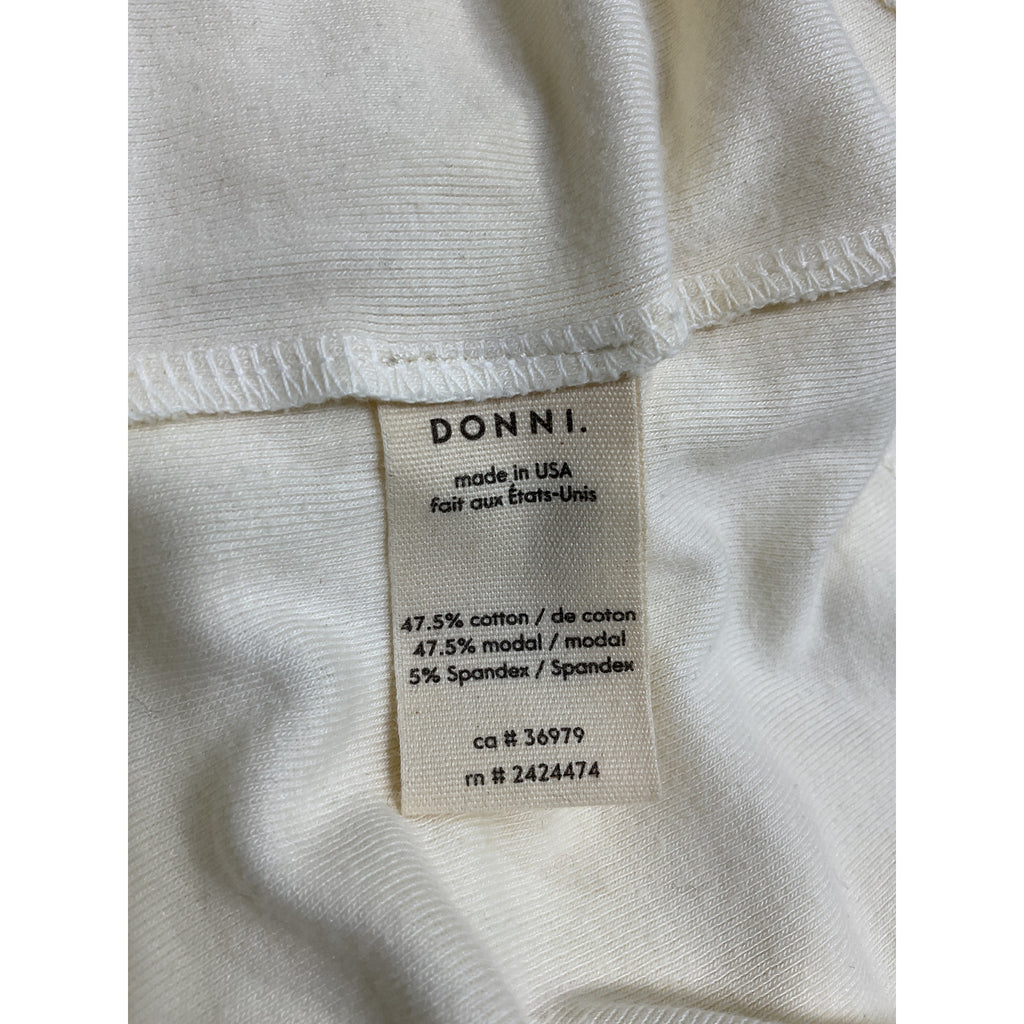 DONNI.
made in USA
fait aux États-Unis
47.5% cotton / de coton
47.5% modal / modal
5% Spandex / Spandex
ca # 36979
rn # 2424474